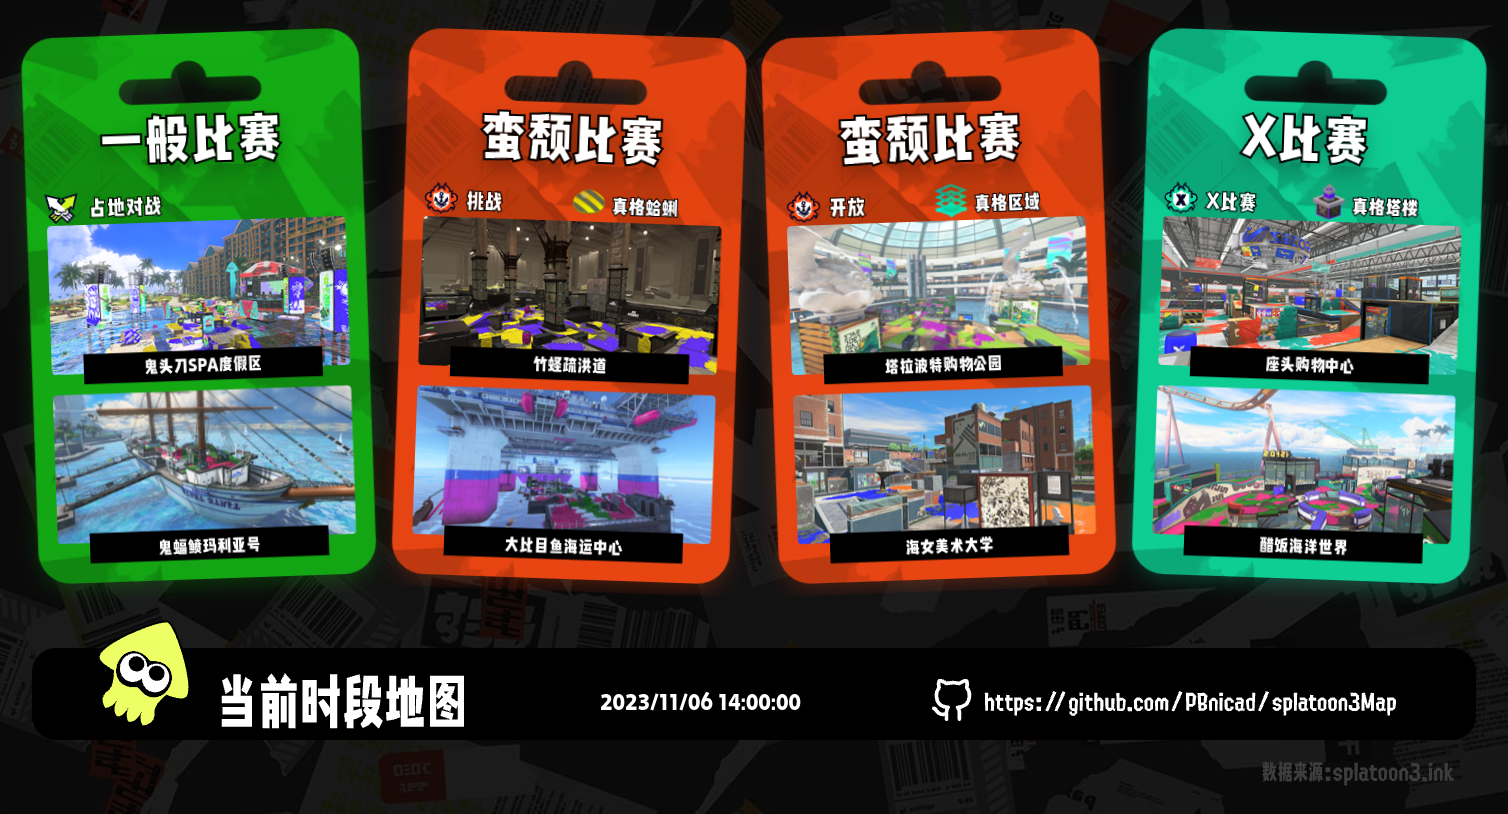 一般比赛
占地对战
鬼头刀SPA度假区
鬼蝠鲼玛利亚号
蛮颓比赛
挑战
真格蛤蜊
竹蛏疏洪道
大比目鱼海运中心
蛮颓比赛
开放
真格区域
塔拉波特购物公园
海女美术大学
X比赛
X比赛
真格塔楼
座头购物中心
醋饭海洋世界
当前时段地图
2023/11/06 14:00:00
https://github.com/PBnicad/splatoon3Map
数据来源:splatoon3.ink